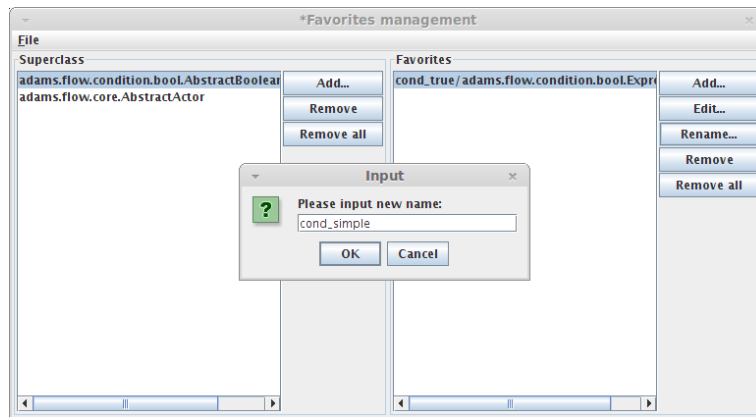 *Favorites management
File
Superclass
adams.flow.condition.bool.AbstractBoolean
adams.flow.core.AbstractActor
Add...
Remove
Remove all
Favorites
cond_true/adams.flow.condition.bool.Expre
Add...
Edit...
Rename...
Remove
Remove all
Input
?
Please input new name:
cond_simple
OK
Cancel